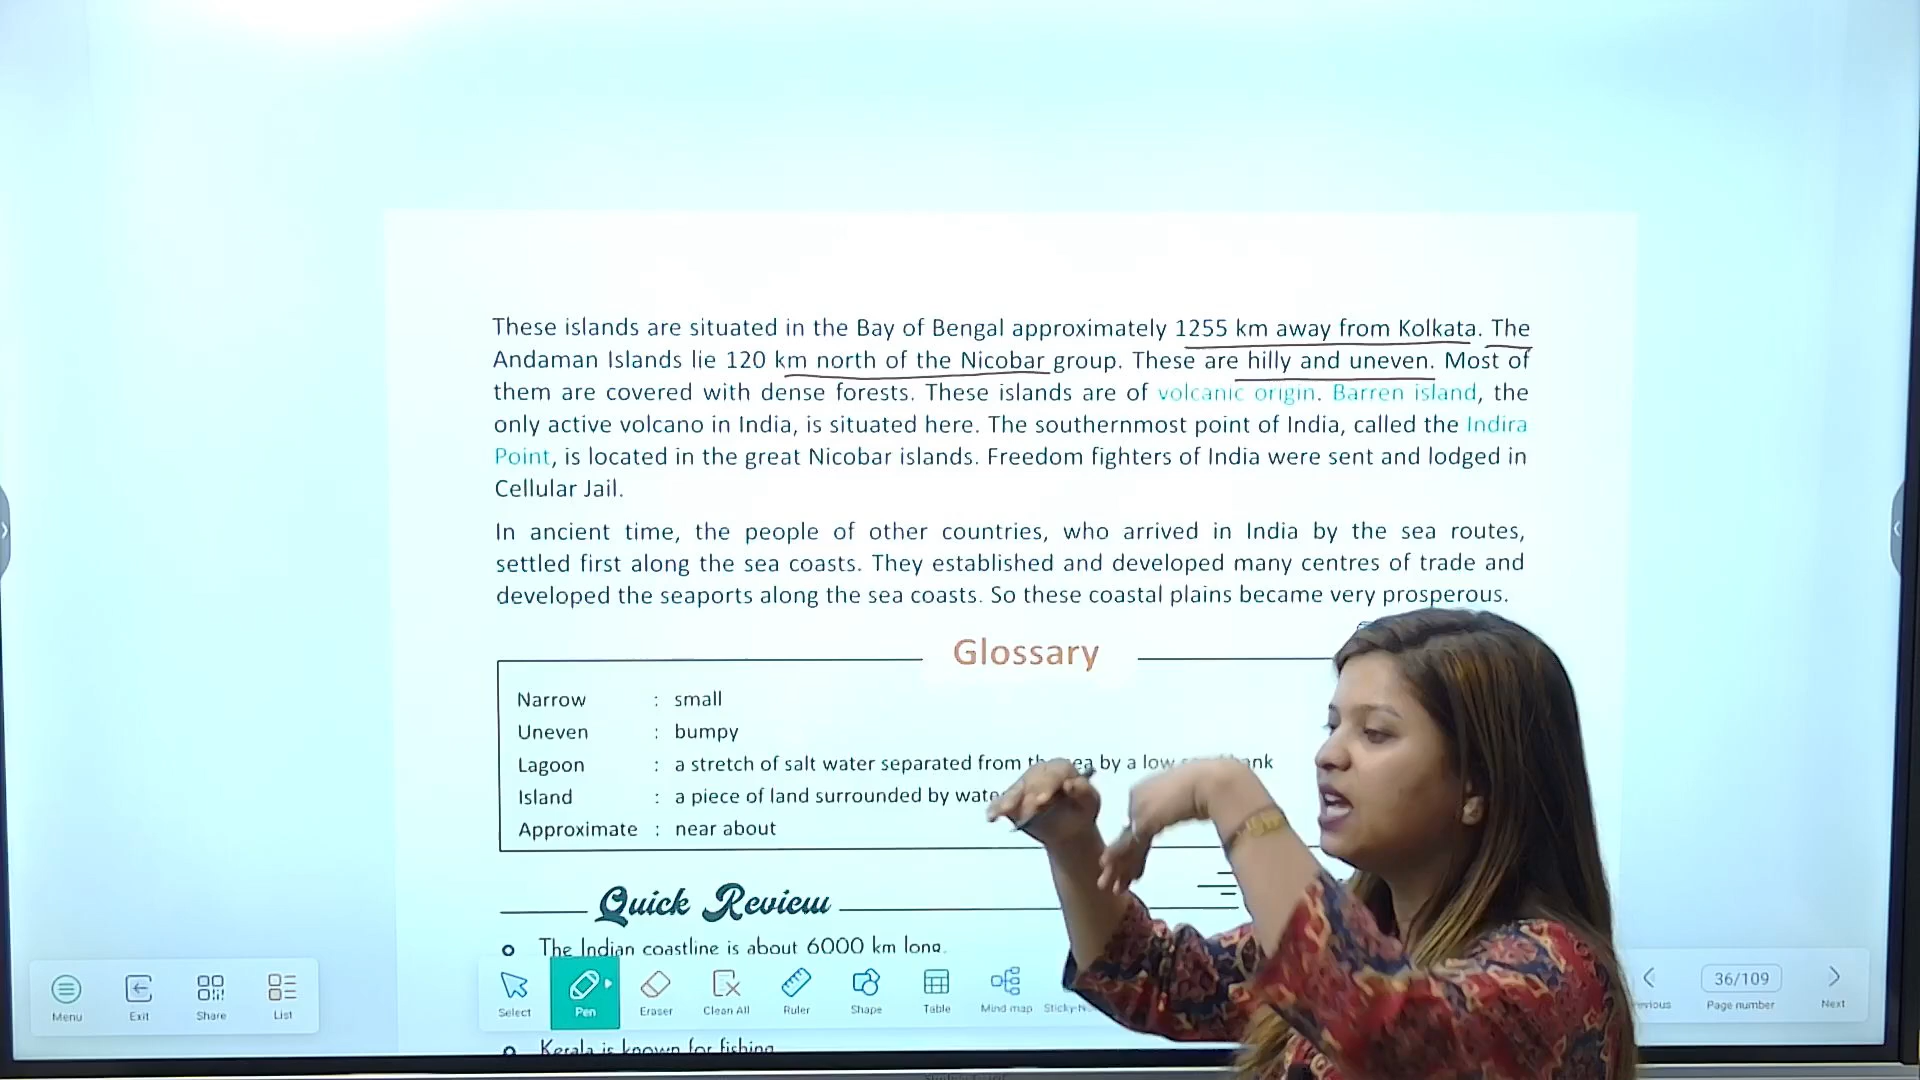 These islands are situated in the Bay of Bengal approximately 1255 km away from Kolkata. The
Andaman Islands lie 120 km north of the Nicobar group. These are hilly and uneven. Most of
them are covered with dense forests. These islands are of volcanic origin. Barren island, the
only active volcano in India, is situated here. The southernmost point of India, called the Indira
Point, is located in the great Nicobar islands. Freedom fighters of India were sent and lodged in
Cellular Jail.
In ancient time, the people of other countries, who arrived in India by the sea routes,
settled first along the sea coasts. They established and developed many centres of trade and
developed the seaports along the sea coasts. So these coastal plains became very prosperous.
Glossary
Narrow : small
Uneven : bumpy
Lagoon : a stretch of salt water separated from the sea by a low
Island : a piece of land surrounded by water
Approximate : near about
Quick Review
The Indian coastline is about 6000 km long.
Kerala is known for fishing
Menu Exit Share List
Select Pen Eraser Clean All Ruler Shape Table Mind map
36/109
Page number Next